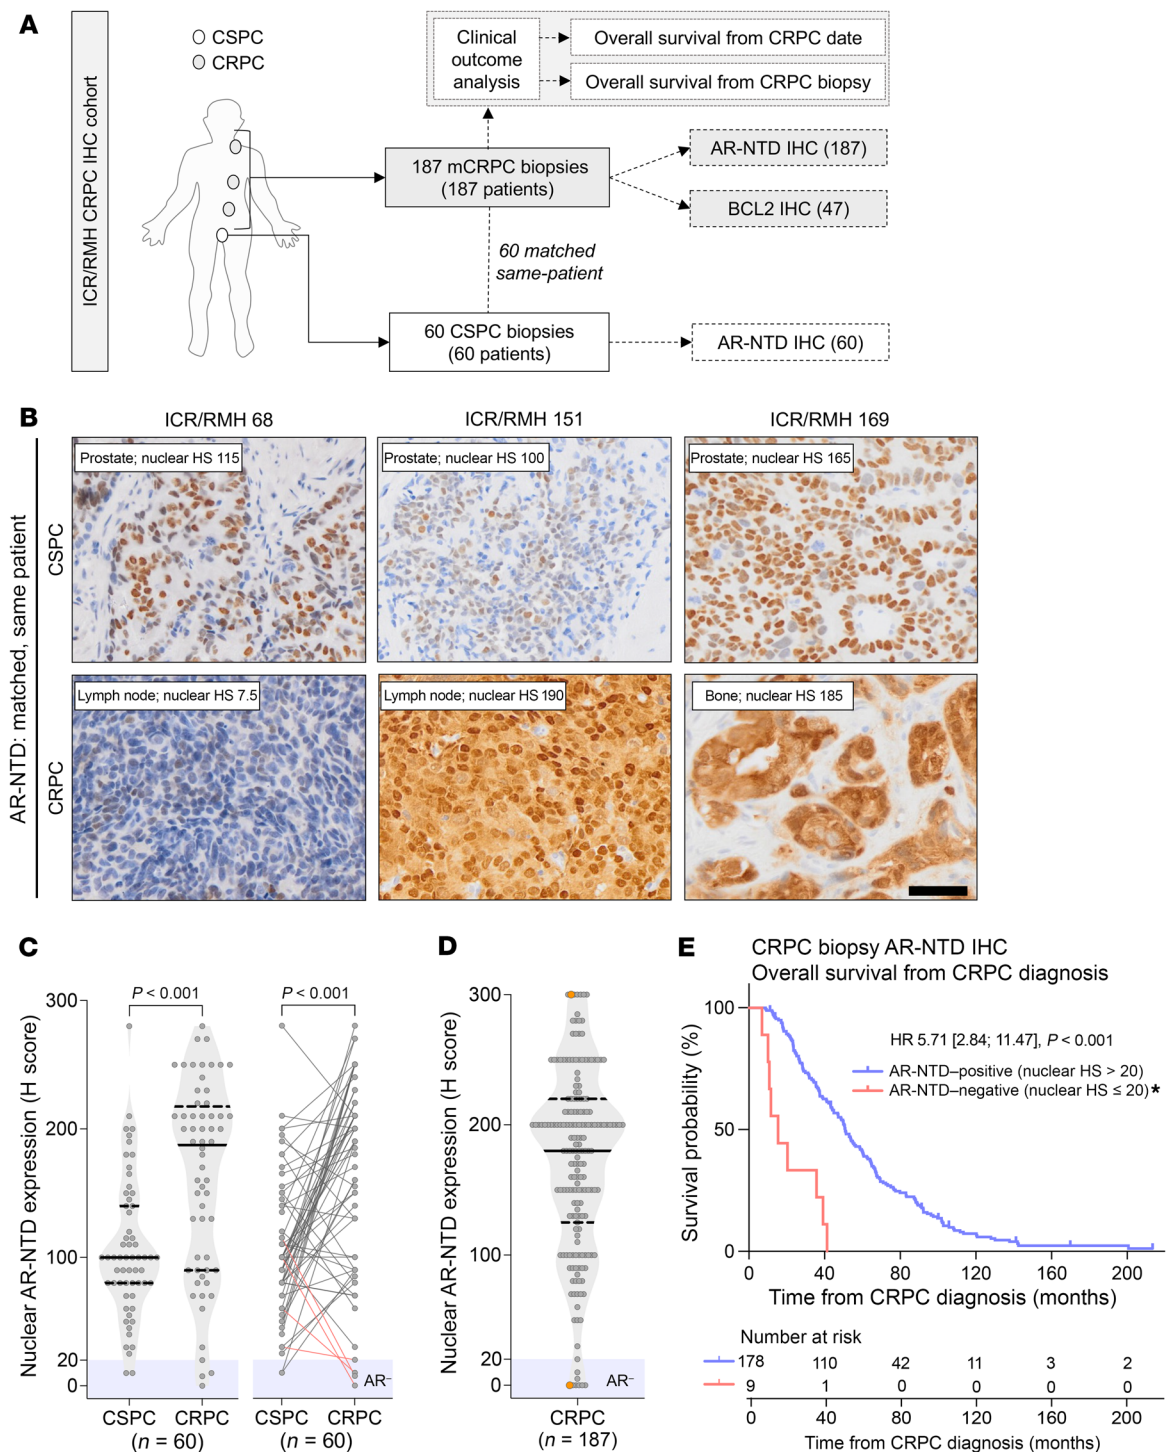 A
ICR/RMH CRPC IHC cohort
CSPC
CRPC
Clinical
outcome
analysis
Overall survival from CRPC date
Overall survival from CRPC biopsy
187 mCRPC biopsies
(187 patients)
AR-NTD IHC (187)
BCL2 IHC (47)
60 matched
same-patient
60 CSPC biopsies
(60 patients)
AR-NTD IHC (60)
B
ICR/RMH 68
ICR/RMH 151
ICR/RMH 169
AR-NTD: matched, same patient
CSPC
Prostate; nuclear HS 115
Prostate; nuclear HS 100
Prostate; nuclear HS 165
CRPC
Lymph node; nuclear HS 7.5
Lymph node; nuclear HS 190
Bone; nuclear HS 185
C
Nuclear AR-NTD expression (H score)
P < 0.001
P < 0.001
300
200
100
20
0
AR–
CSPC
CRPC
(n = 60)
CSPC
CRPC
(n = 60)
D
Nuclear AR-NTD expression (H score)
300
200
100
20
0
AR–
CRPC
(n = 187)
E
CRPC biopsy AR-NTD IHC
Overall survival from CRPC diagnosis
Survival probability (%)
100
50
0
HR 5.71 [2.84; 11.47], P < 0.001
AR-NTD–positive (nuclear HS > 20)
AR-NTD–negative (nuclear HS ≤ 20)*
0 40 80 120 160 200
Time from CRPC diagnosis (months)
Number at risk
178 110 42 11 3 2
9 1 0 0 0 0
0 40 80 120 160 200
Time from CRPC diagnosis (months)